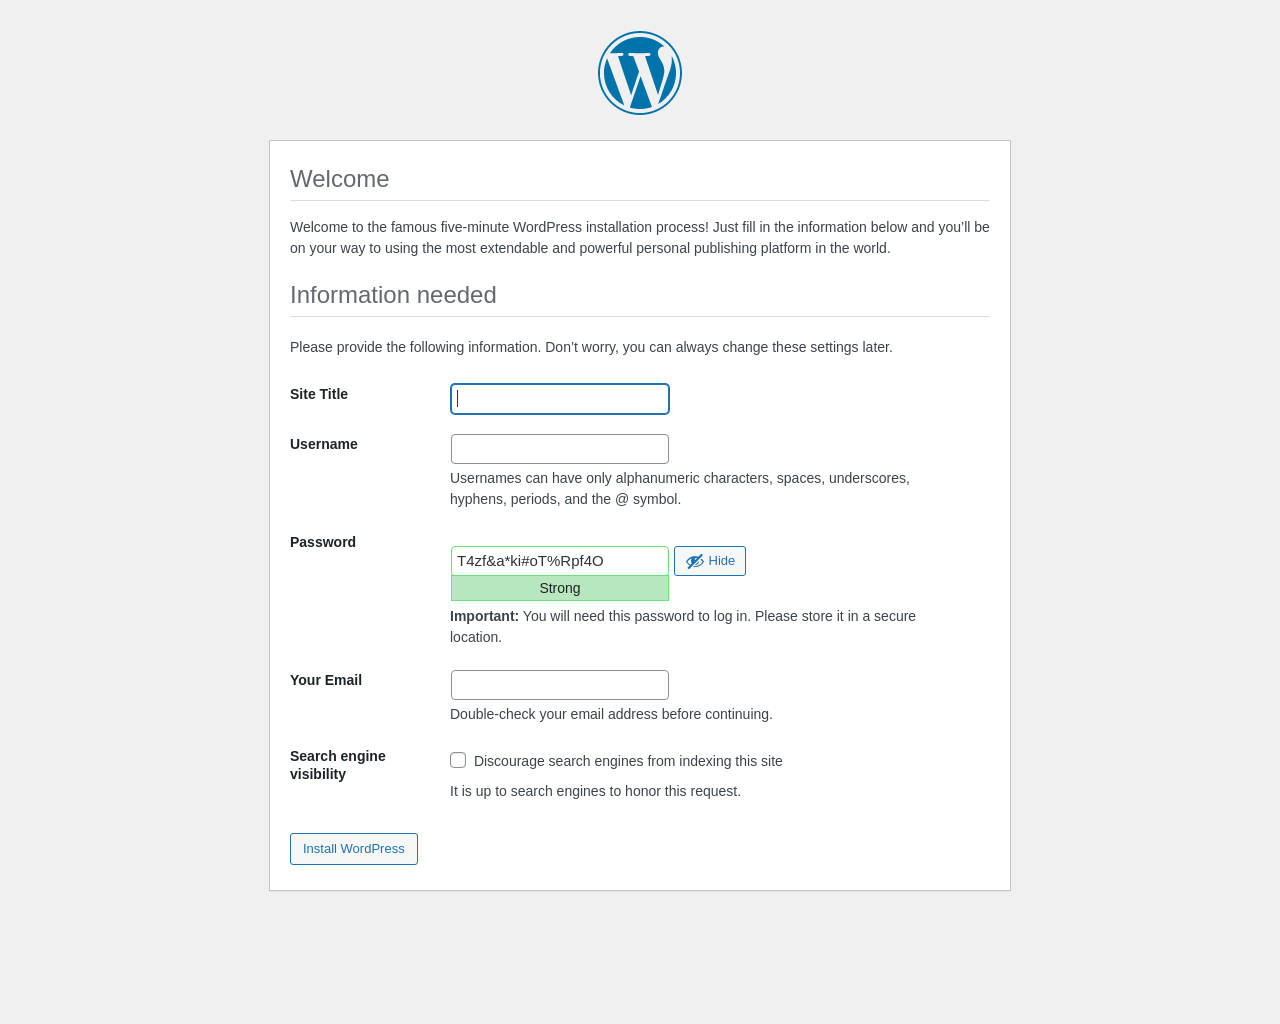 Welcome
Welcome to the famous five-minute WordPress installation process! Just fill in the information below and you’ll be
on your way to using the most extendable and powerful personal publishing platform in the world.
Information needed
Please provide the following information. Don’t worry, you can always change these settings later.
Site Title
Username
Usernames can have only alphanumeric characters, spaces, underscores,
hyphens, periods, and the @ symbol.
Password
T4zf&a*ki#oT%Rpf4O
Hide
Strong
Important: You will need this password to log in. Please store it in a secure
location.
Your Email
Double-check your email address before continuing.
Search engine
visibility
Discourage search engines from indexing this site
It is up to search engines to honor this request.
Install WordPress